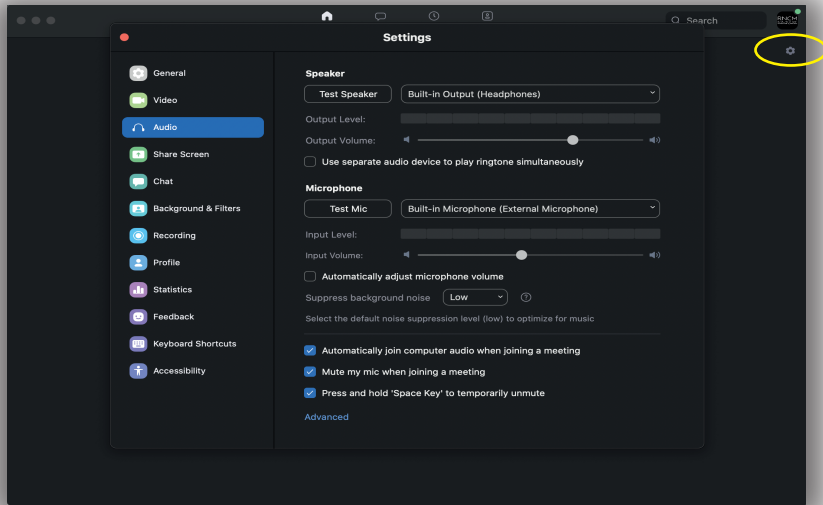 Search
RNCM
Settings
General
Video
Audio
Share Screen
Chat
Background & Filters
Recording
Profile
Statistics
Feedback
Keyboard Shortcuts
Accessibility
Speaker
Test Speaker Built-in Output (Headphones)
Output Level:
Output Volume:
Use separate audio device to play ringtone simultaneously
Microphone
Test Mic Built-in Microphone (External Microphone)
Input Level:
Input Volume:
Automatically adjust microphone volume
Suppress background noise Low ?
Select the default noise suppression level (low) to optimize for music
Automatically join computer audio when joining a meeting
Mute my mic when joining a meeting
Press and hold 'Space Key' to temporarily unmute
Advanced